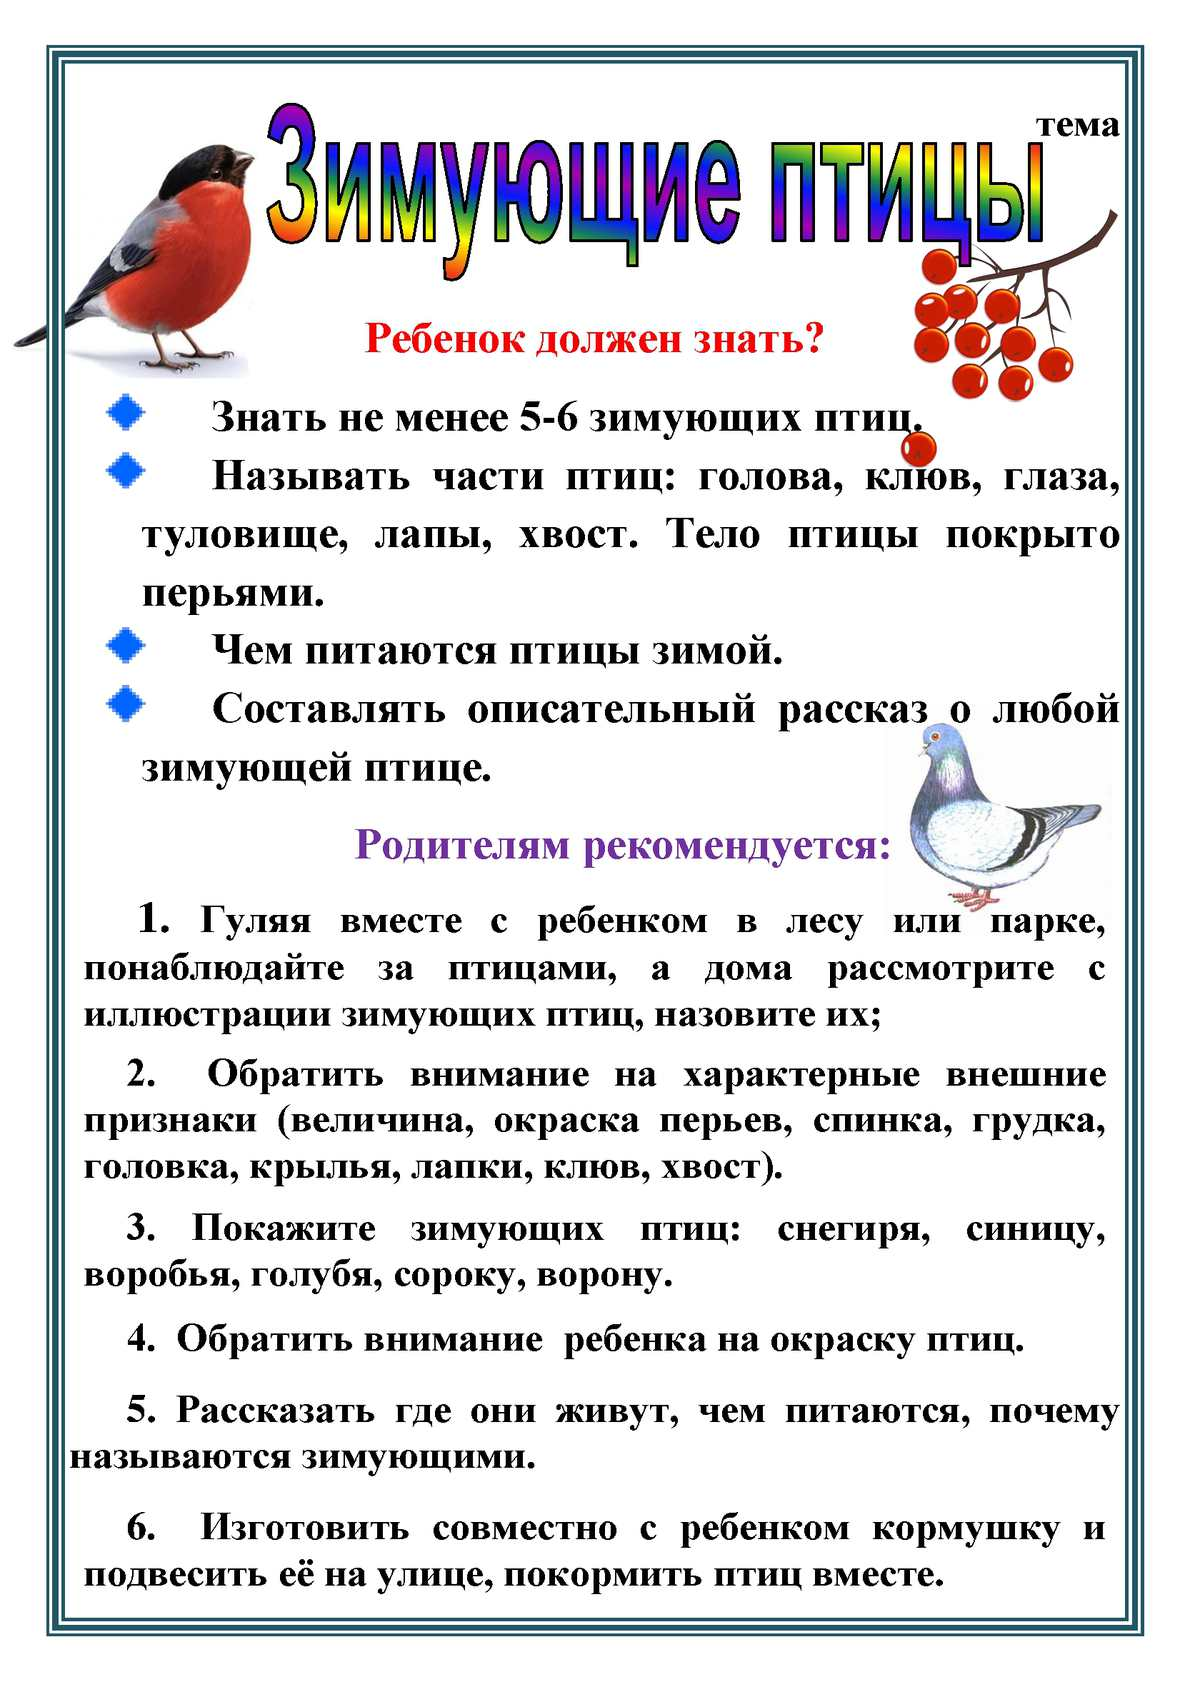 тема
Зимующие птицы
Ребенок должен знать?
Знать не менее 5-6 зимующих птиц.
Называть части птиц: голова, клюв, глаза,
туловище, лапы, хвост. Тело птицы покрыто
перьями.
Чем питаются птицы зимой.
Составлять описательный рассказ о любой
зимующей птице.
Родителям рекомендуется:
1. Гуляя вместе с ребенком в лесу или парке,
понаблюдайте за птицами, а дома рассмотрите с
иллюстрации зимующих птиц, назовите их;
2. Обратить внимание на характерные внешние
признаки (величина, окраска перьев, спинка, грудка,
головка, крылья, лапки, клюв, хвост).
3. Покажите зимующих птиц: снегиря, синицу,
воробья, голубя, сороку, ворону.
4. Обратить внимание ребенка на окраску птиц.
5. Рассказать где они живут, чем питаются, почему
называются зимующими.
6. Изготовить совместно с ребенком кормушку и
подвесить её на улице, покормить птиц вместе.